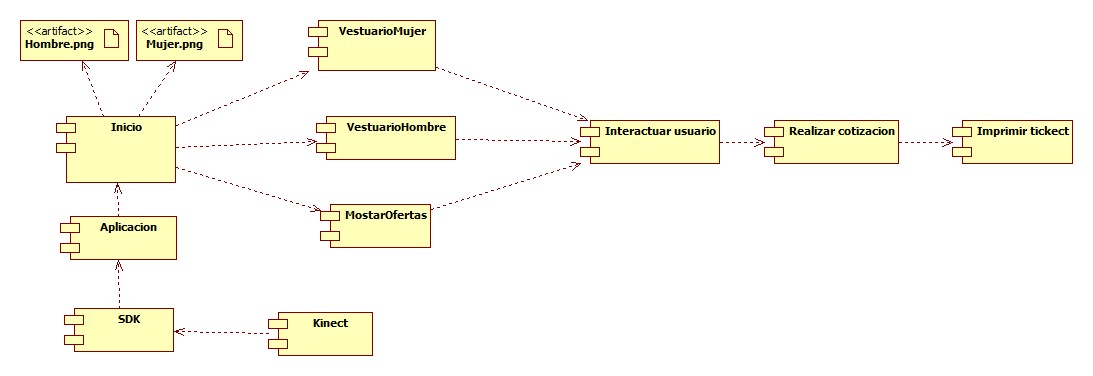 <<artifact>>
Hombre.png
<<artifact>>
Mujer.png
VestuarioMujer
Inicio
VestuarioHombre
Interactuar usuario
Realizar cotizacion
Imprimir tickect
MostarOfertas
Aplicacion
SDK
Kinect